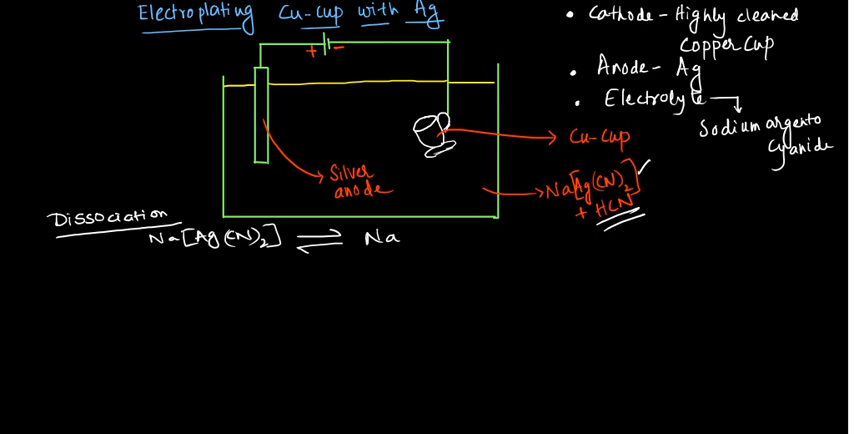 Electroplating Cu-cup with Ag
• Cathode - Highly cleaned
Copper Cup
• Anode - Ag
• Electrolyte →
Sodium argento
Cyanide
+ -
→ Cu-cup
→ Silver
anode
→ Na[Ag(CN)2] ✓
+ HCN
Dissociation
Na[Ag(CN)2] ⇌ Na